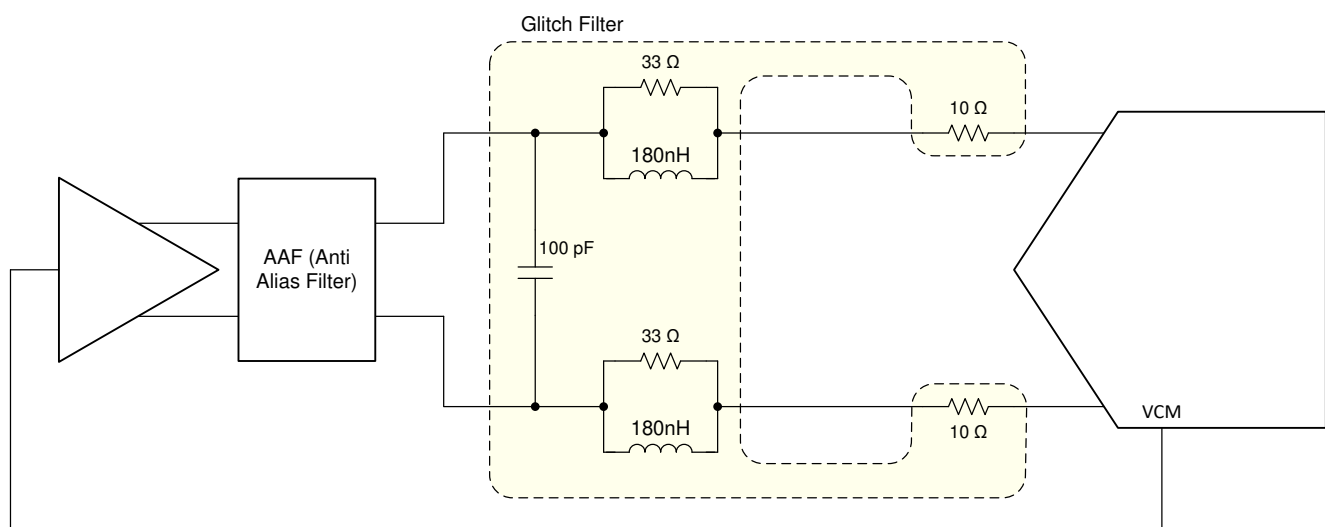 Glitch Filter
33 Ω
10 Ω
180nH
AAF (Anti
Alias Filter)
100 pF
33 Ω
180nH
10 Ω
VCM